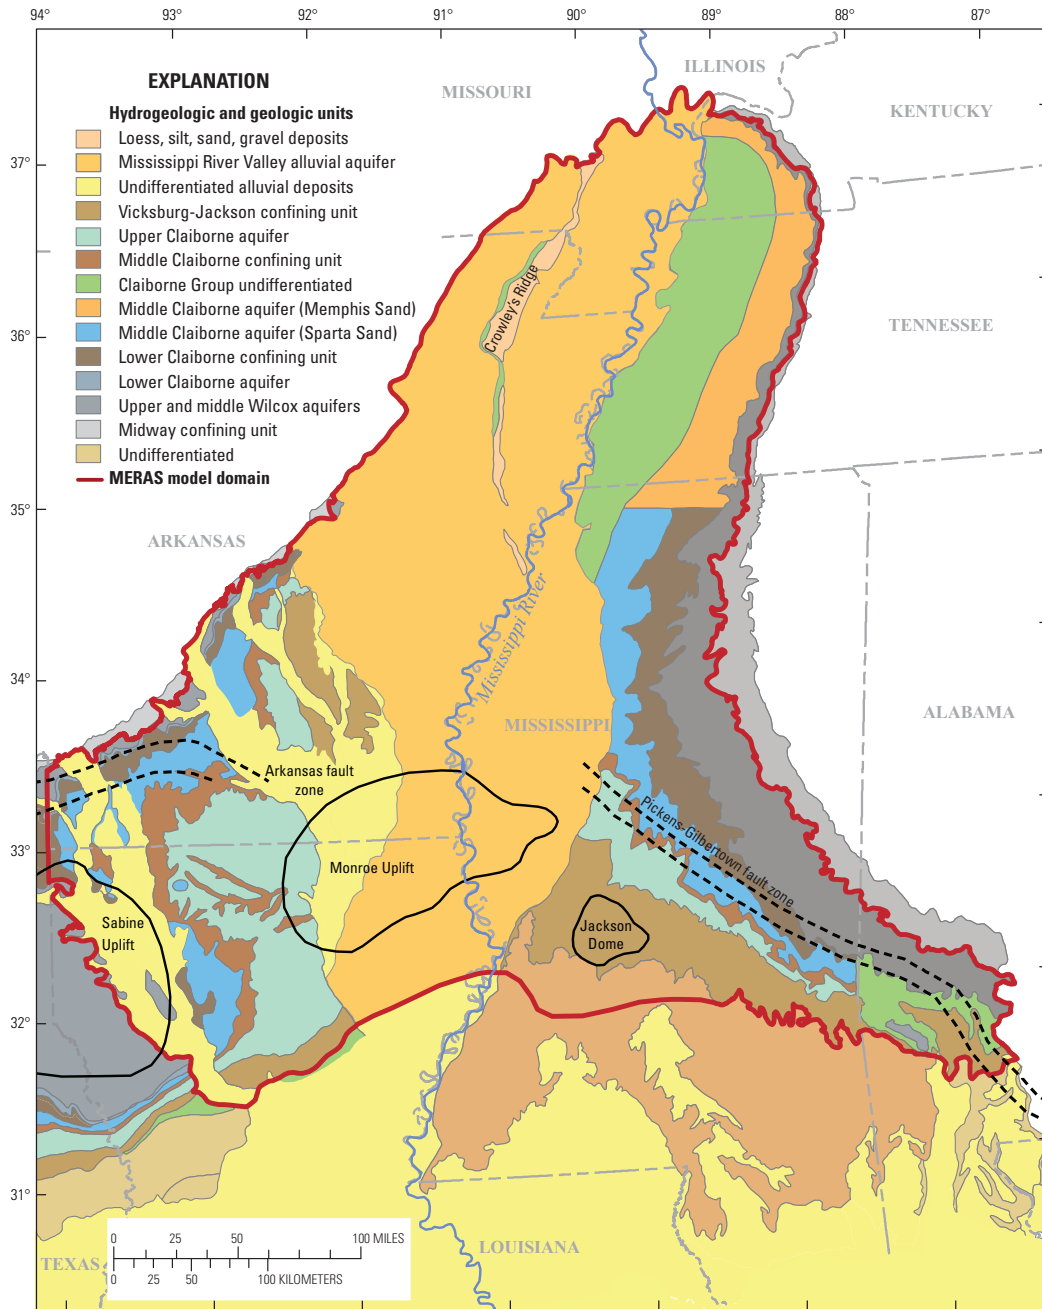 94°
93°
92°
91°
90°
89°
88°
87°
EXPLANATION
Hydrogeologic and geologic units
Loess, silt, sand, gravel deposits
Mississippi River Valley alluvial aquifer
Undifferentiated alluvial deposits
Vicksburg-Jackson confining unit
Upper Claiborne aquifer
Middle Claiborne confining unit
Claiborne Group undifferentiated
Middle Claiborne aquifer (Memphis Sand)
Middle Claiborne aquifer (Sparta Sand)
Lower Claiborne confining unit
Lower Claiborne aquifer
Upper and middle Wilcox aquifers
Midway confining unit
Undifferentiated
MERAS model domain
MISSOURI
ILLINOIS
KENTUCKY
TENNESSEE
ARKANSAS
MISSISSIPPI
ALABAMA
LOUISIANA
TEXAS
37°
36°
35°
34°
33°
32°
31°
Crowley's Ridge
Mississippi River
Arkansas fault
zone
Monroe Uplift
Pickens-Gilbertown fault zone
Sabine
Uplift
Jackson
Dome
0 25 50 100 MILES
0 25 50 100 KILOMETERS